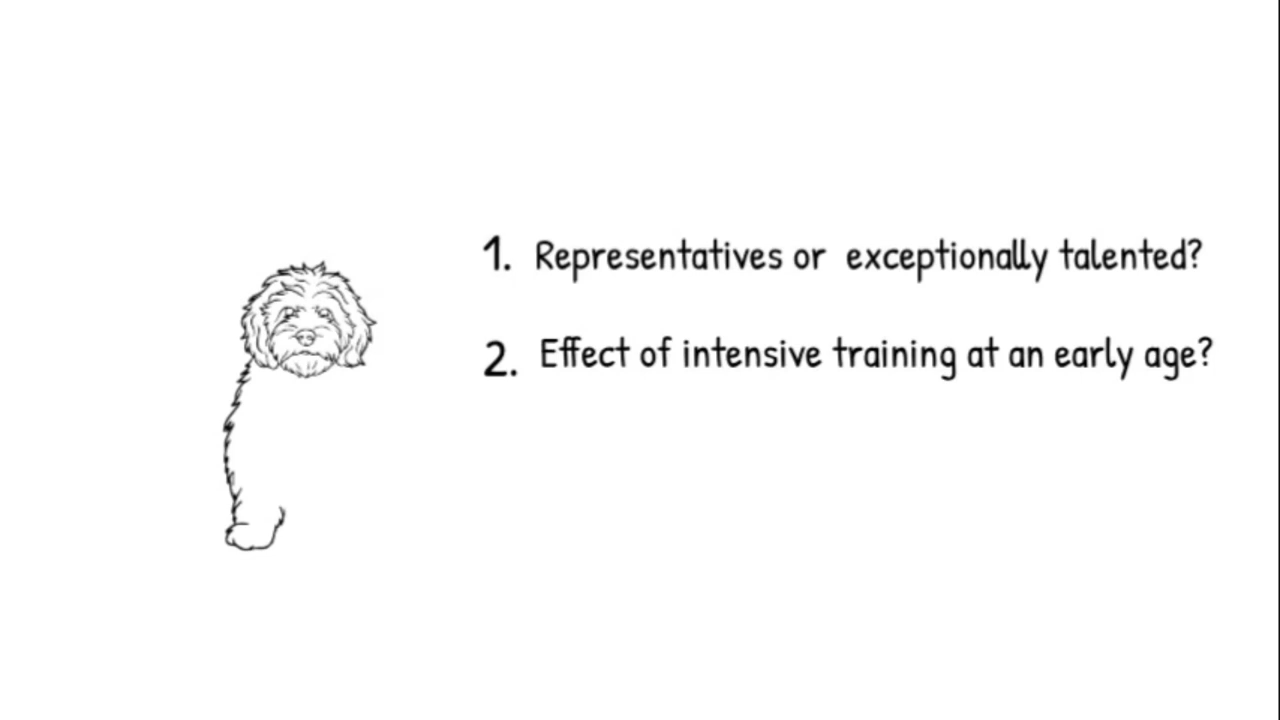 1. Representatives or exceptionally talented?
2. Effect of intensive training at an early age?